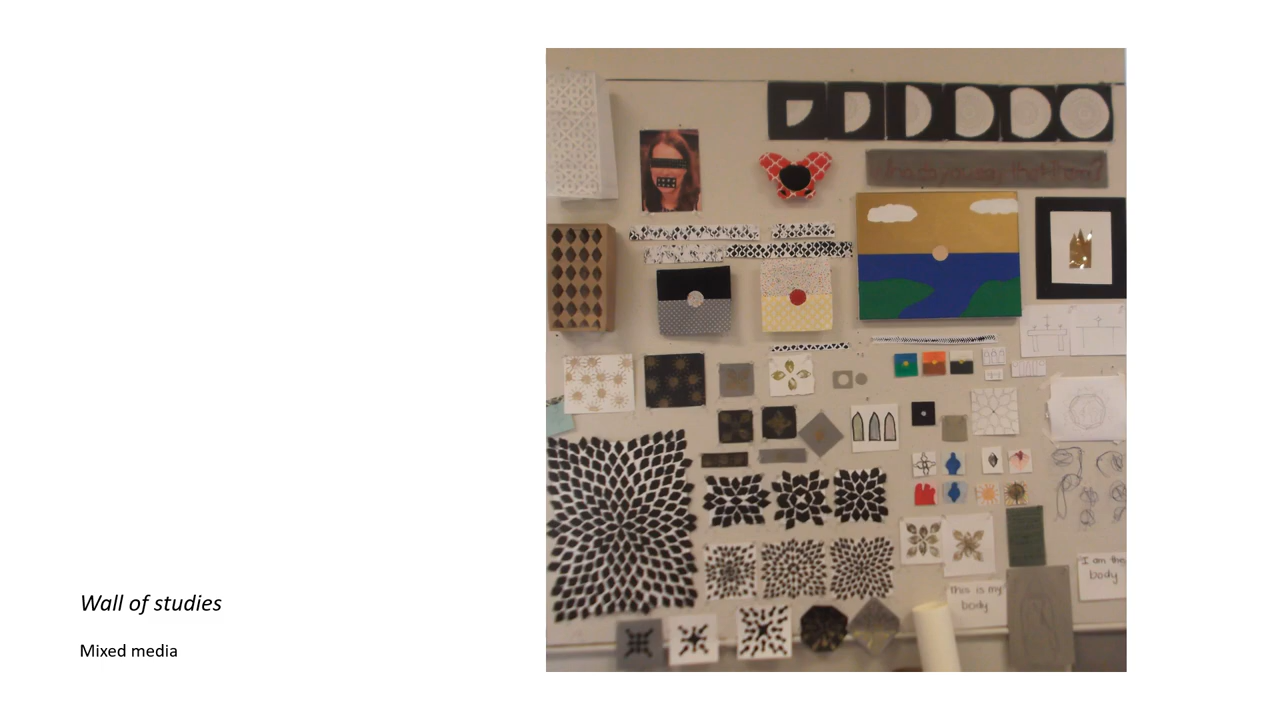 Wall of studies
Mixed media
this is my
body
I am the
body